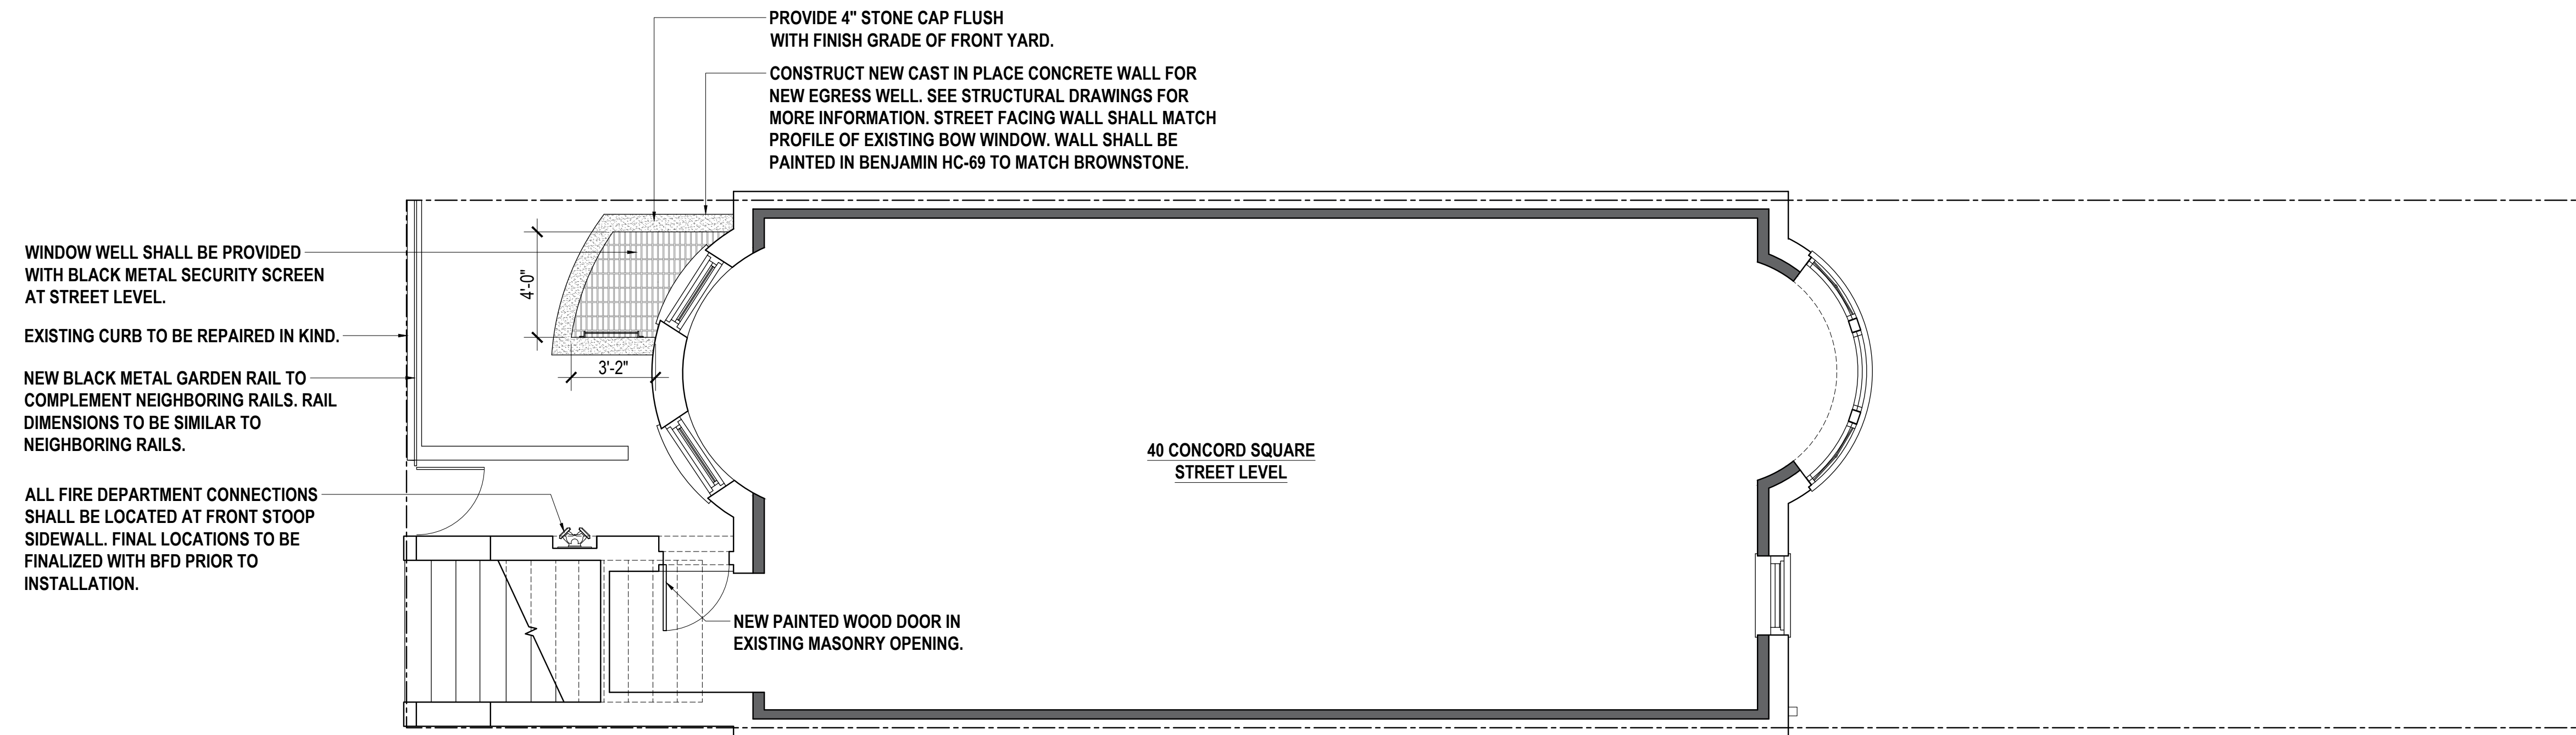 PROVIDE 4" STONE CAP FLUSH
WITH FINISH GRADE OF FRONT YARD.
CONSTRUCT NEW CAST IN PLACE CONCRETE WALL FOR
NEW EGRESS WELL. SEE STRUCTURAL DRAWINGS FOR
MORE INFORMATION. STREET FACING WALL SHALL MATCH
PROFILE OF EXISTING BOW WINDOW. WALL SHALL BE
PAINTED IN BENJAMIN HC-69 TO MATCH BROWNSTONE.
WINDOW WELL SHALL BE PROVIDED
WITH BLACK METAL SECURITY SCREEN
AT STREET LEVEL.
4'-0"
EXISTING CURB TO BE REPAIRED IN KIND.
3'-2"
NEW BLACK METAL GARDEN RAIL TO
COMPLEMENT NEIGHBORING RAILS. RAIL
DIMENSIONS TO BE SIMILAR TO
NEIGHBORING RAILS.
40 CONCORD SQUARE
STREET LEVEL
ALL FIRE DEPARTMENT CONNECTIONS
SHALL BE LOCATED AT FRONT STOOP
SIDEWALL. FINAL LOCATIONS TO BE
FINALIZED WITH BFD PRIOR TO
INSTALLATION.
NEW PAINTED WOOD DOOR IN
EXISTING MASONRY OPENING.